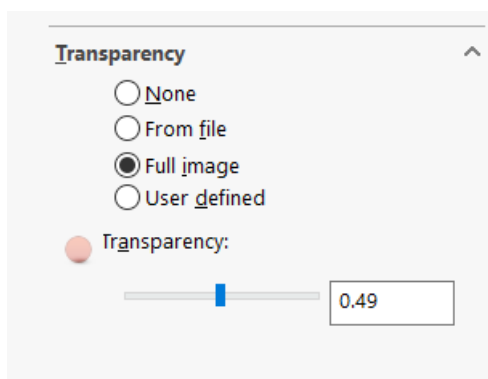 Transparency
None
From file
Full image
User defined
Transparency:
0.49